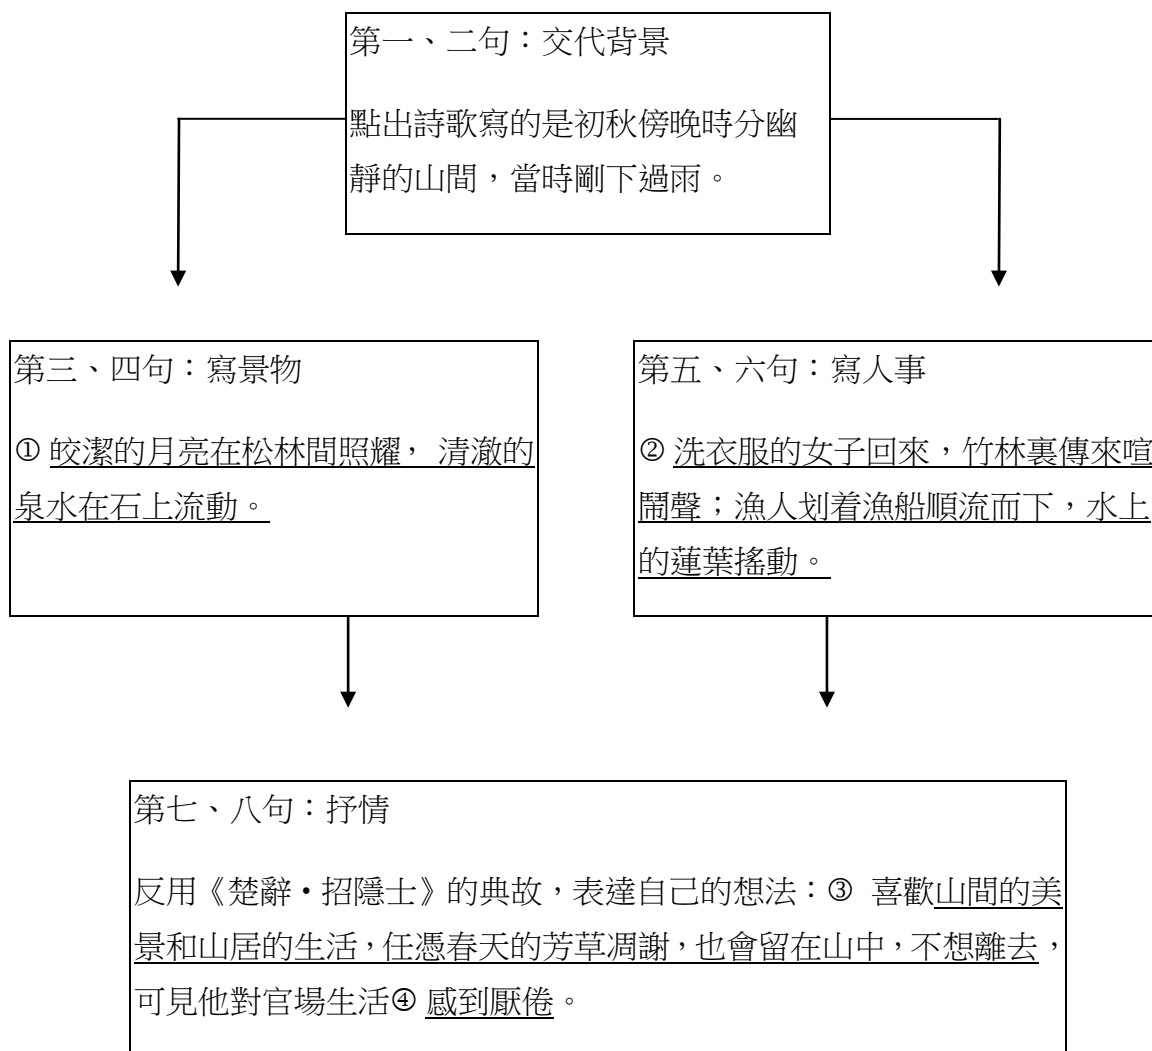 第一、二句：交代背景
點出詩歌寫的是初秋傍晚時分幽
靜的山間，當時剛下過雨。
第三、四句：寫景物
① 皎潔的月亮在松林間照耀， 清澈的
泉水在石上流動。
第五、六句：寫人事
② 洗衣服的女子回來，竹林裏傳來喧
鬧聲；漁人划着漁船順流而下，水上
的蓮葉搖動。
第七、八句：抒情
反用《楚辭•招隱士》的典故，表達自己的想法：③ 喜歡山間的美
景和山居的生活，任憑春天的芳草凋謝，也會留在山中，不想離去，
可見他對官場生活④ 感到厭倦。